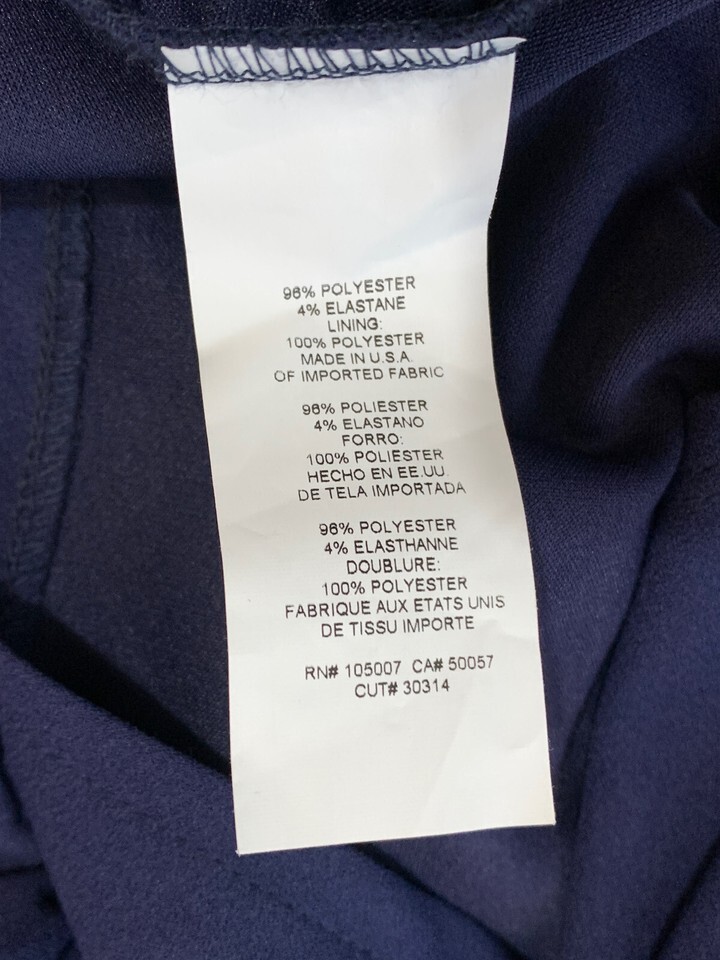 96% POLYESTER
4% ELASTANE
LINING:
100% POLYESTER
MADE IN U.S.A.
OF IMPORTED FABRIC
96% POLIESTER
4% ELASTANO
FORRO:
100% POLIESTER
HECHO EN EE.UU.
DE TELA IMPORTADA
96% POLYESTER
4% ELASTHANNE
DOUBLURE:
100% POLYESTER
FABRIQUE AUX ETATS UNIS
DE TISSU IMPORTE
RN# 105007 CA# 50057
CUT# 30314